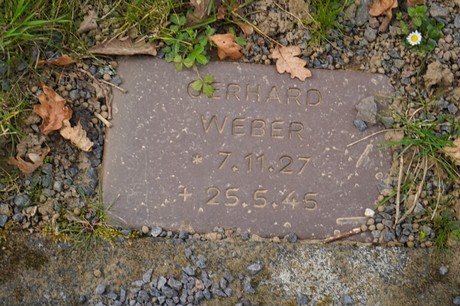 GERHARD
WEBER
* 7.11.27
+ 25.5.45